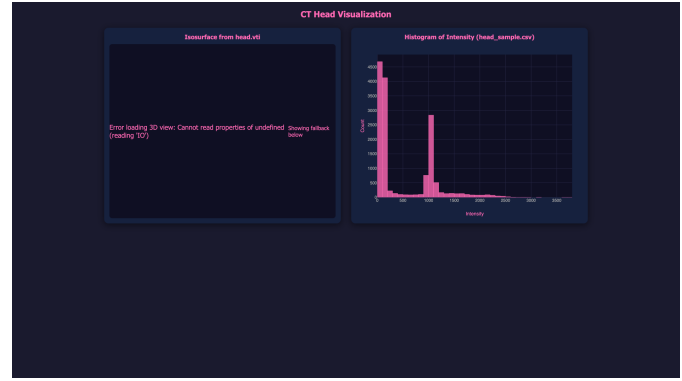 CT Head Visualization
Isosurface from head.vti
Error loading 3D view: Cannot read properties of undefined
(reading 'IO')
Showing fallback
below
Histogram of Intensity (head_sample.csv)
4500
4000
3500
3000
2500
2000
1500
1000
500
0
Count
0 500 1000 1500 2000 2500 3000 3500
Intensity